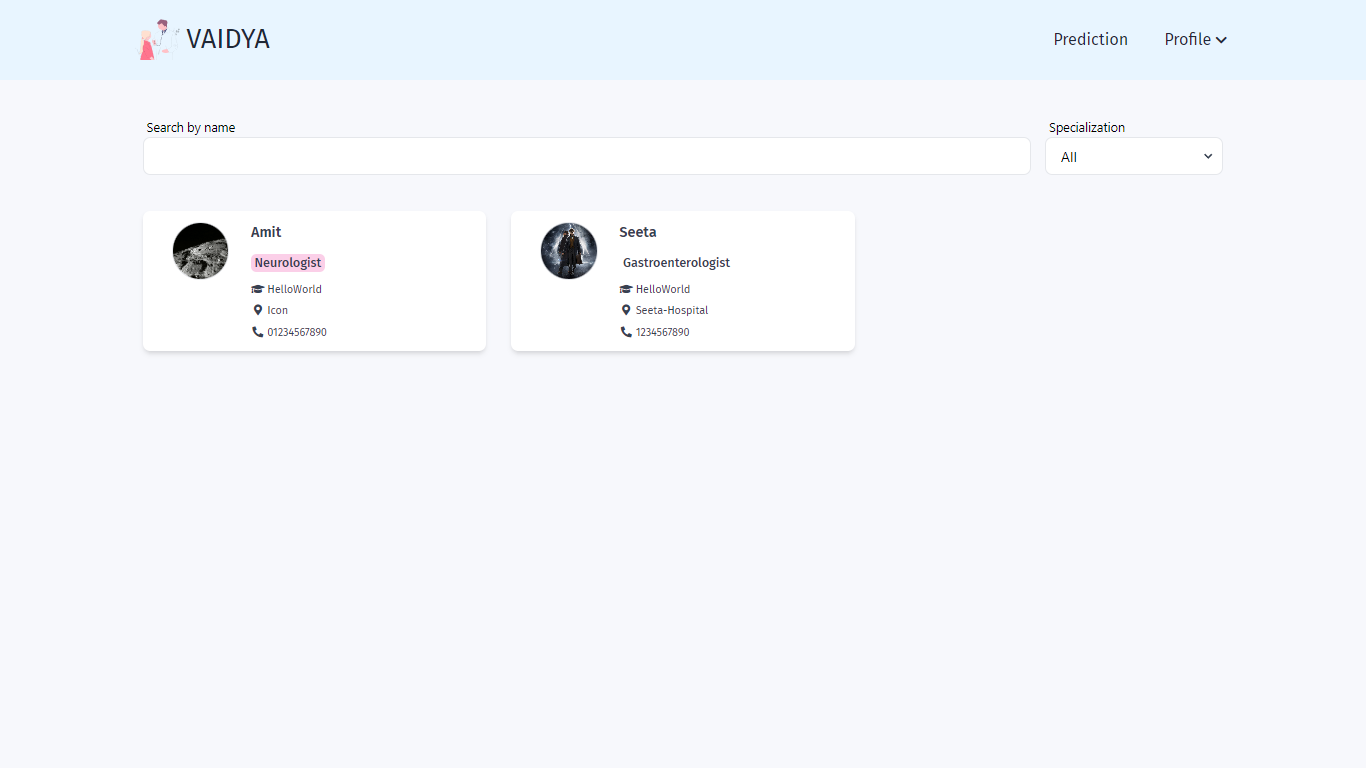 VAIDYA
Prediction
Profile
Search by name
Specialization
All
Amit
Neurologist
HelloWorld
Icon
01234567890
Seeta
Gastroenterologist
HelloWorld
Seeta-Hospital
1234567890